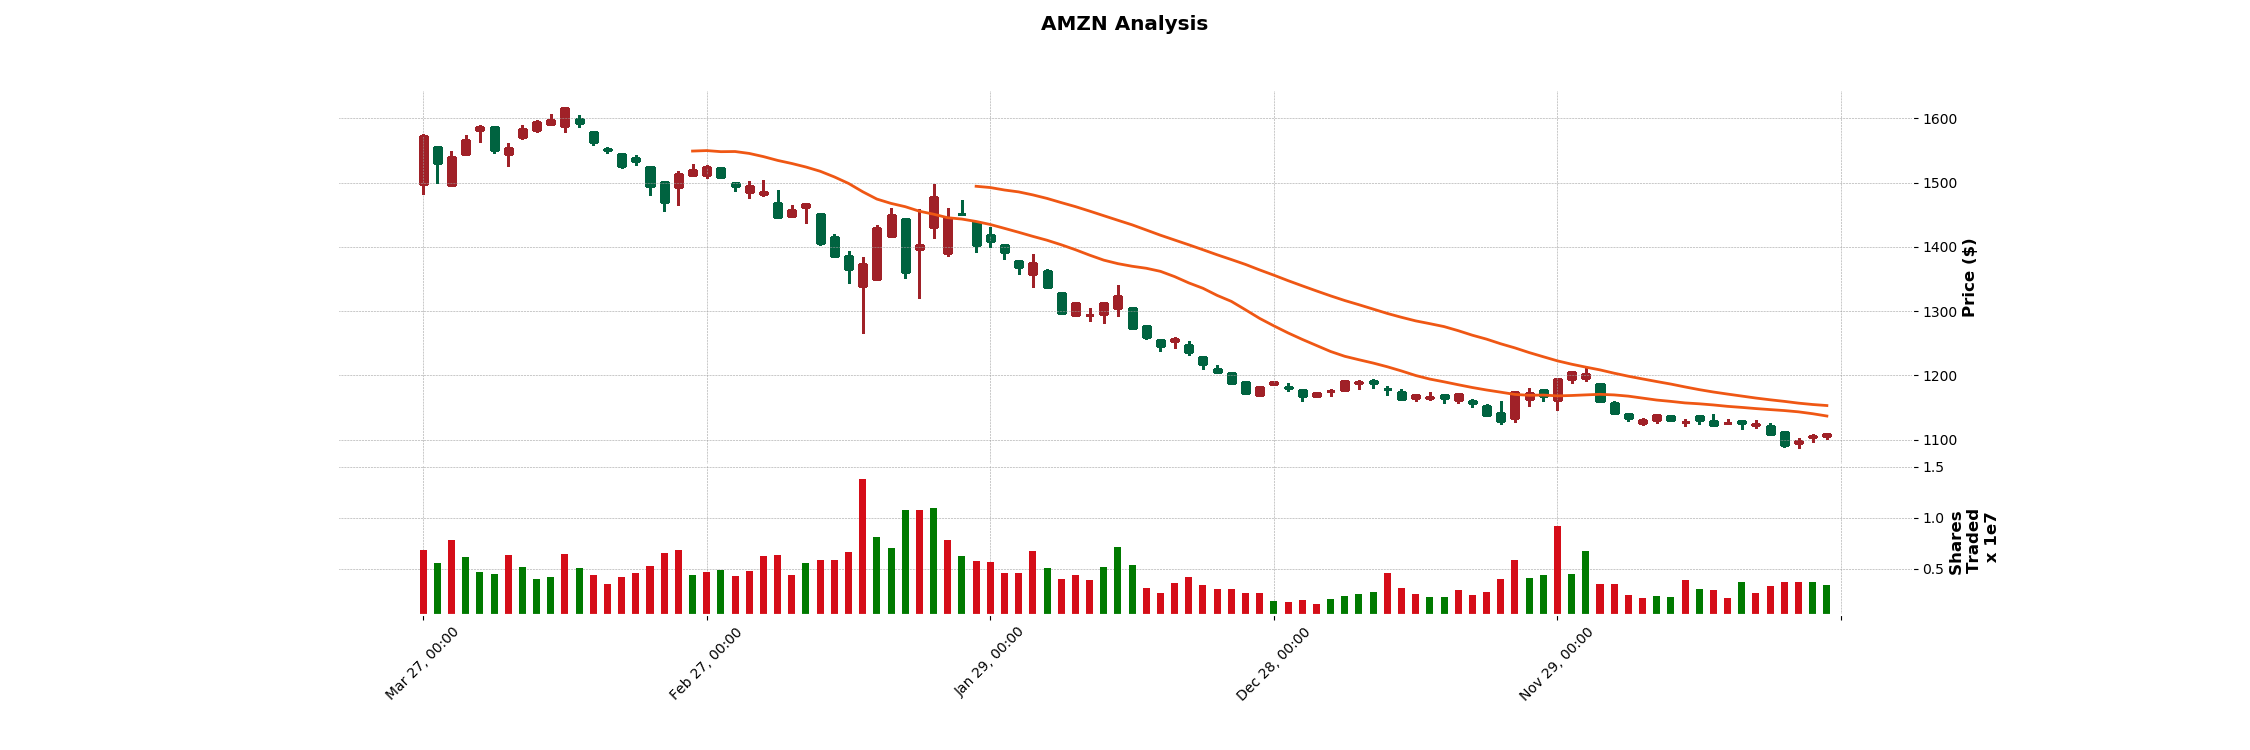 AMZN Analysis
1600
1500
1400
1300
1200
1100
Price ($)
1.5
1.0
0.5
Shares
Traded
x 1e7
Mar 27, 00:00
Feb 27, 00:00
Jan 29, 00:00
Dec 28, 00:00
Nov 29, 00:00